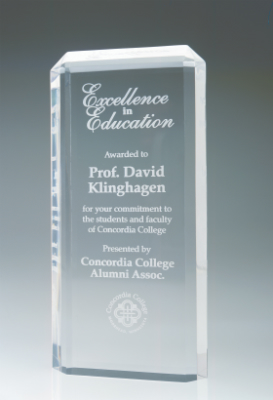 Excellence
in
Education
Awarded to
Prof. David
Klinghagen
for your commitment to
the students and faculty
of Concordia College
Presented by
Concordia College
Alumni Assoc.
Concordia College